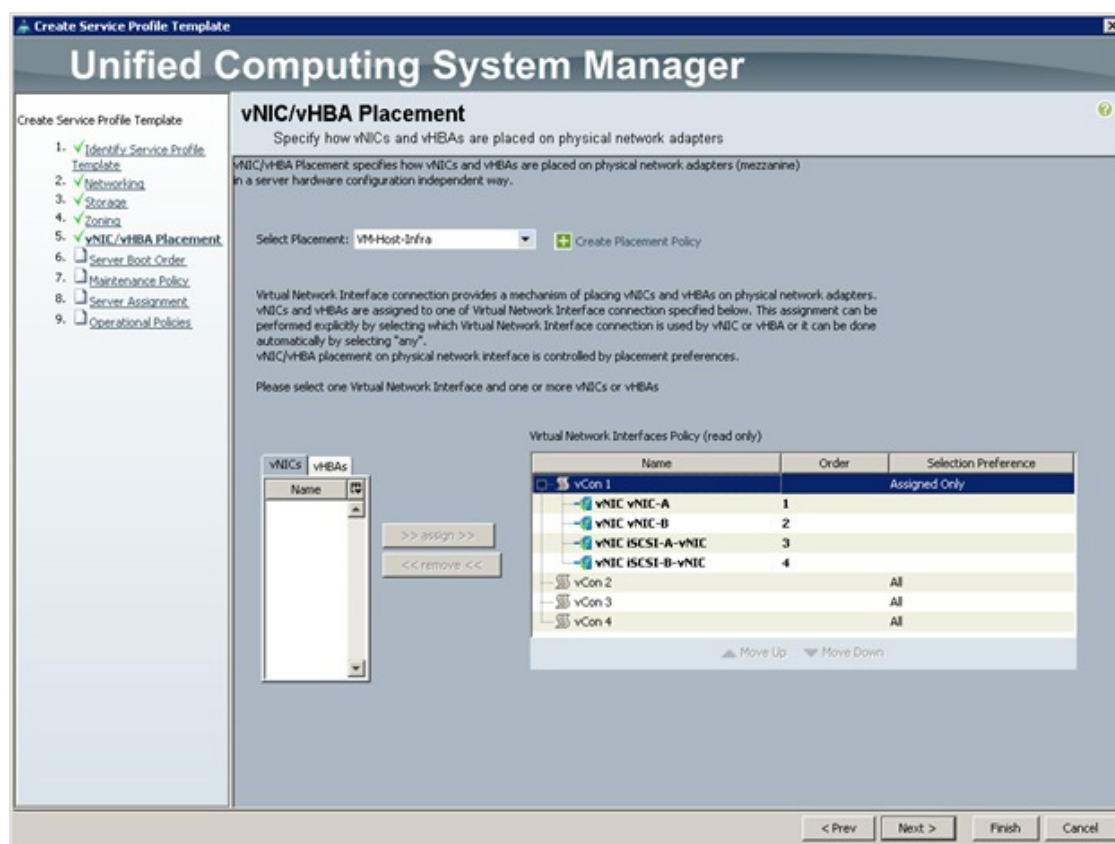 Create Service Profile Template
Unified Computing System Manager
Create Service Profile Template
1. Identify Service Profile
Template
2. Networking
3. Storage
4. Zoning
5. vNIC/vHBA Placement
6. Server Boot Order
7. Maintenance Policy
8. Server Assignment
9. Operational Policies
vNIC/vHBA Placement
Specify how vNICs and vHBAs are placed on physical network adapters
vNIC/vHBA Placement specifies how vNICs and vHBAs are placed on physical network adapters (mezzanine)
in a server hardware configuration independent way.
Select Placement: VM-Host-Infra Create Placement Policy
Virtual Network Interface connection provides a mechanism of placing vNICs and vHBAs on physical network adapters.
vNICs and vHBAs are assigned to one of Virtual Network Interface connection specified below. This assignment can be
performed explicitly by selecting which Virtual Network Interface connection is used by vNIC or vHBA or it can be done
automatically by selecting "any".
vNIC/vHBA placement on physical network interface is controlled by placement preferences.
Please select one Virtual Network Interface and one or more vNICs or vHBAs
vNICs vHBAs
Name
>> assign >>
<< remove <<
Virtual Network Interfaces Policy (read only)
Name Order Selection Preference
vCon 1 Assigned Only
vNIC vNIC-A 1
vNIC vNIC-B 2
vNIC iSCSI-A-vNIC 3
vNIC iSCSI-B-vNIC 4
vCon 2 All
vCon 3 All
vCon 4 All
Move Up Move Down
< Prev Next > Finish Cancel